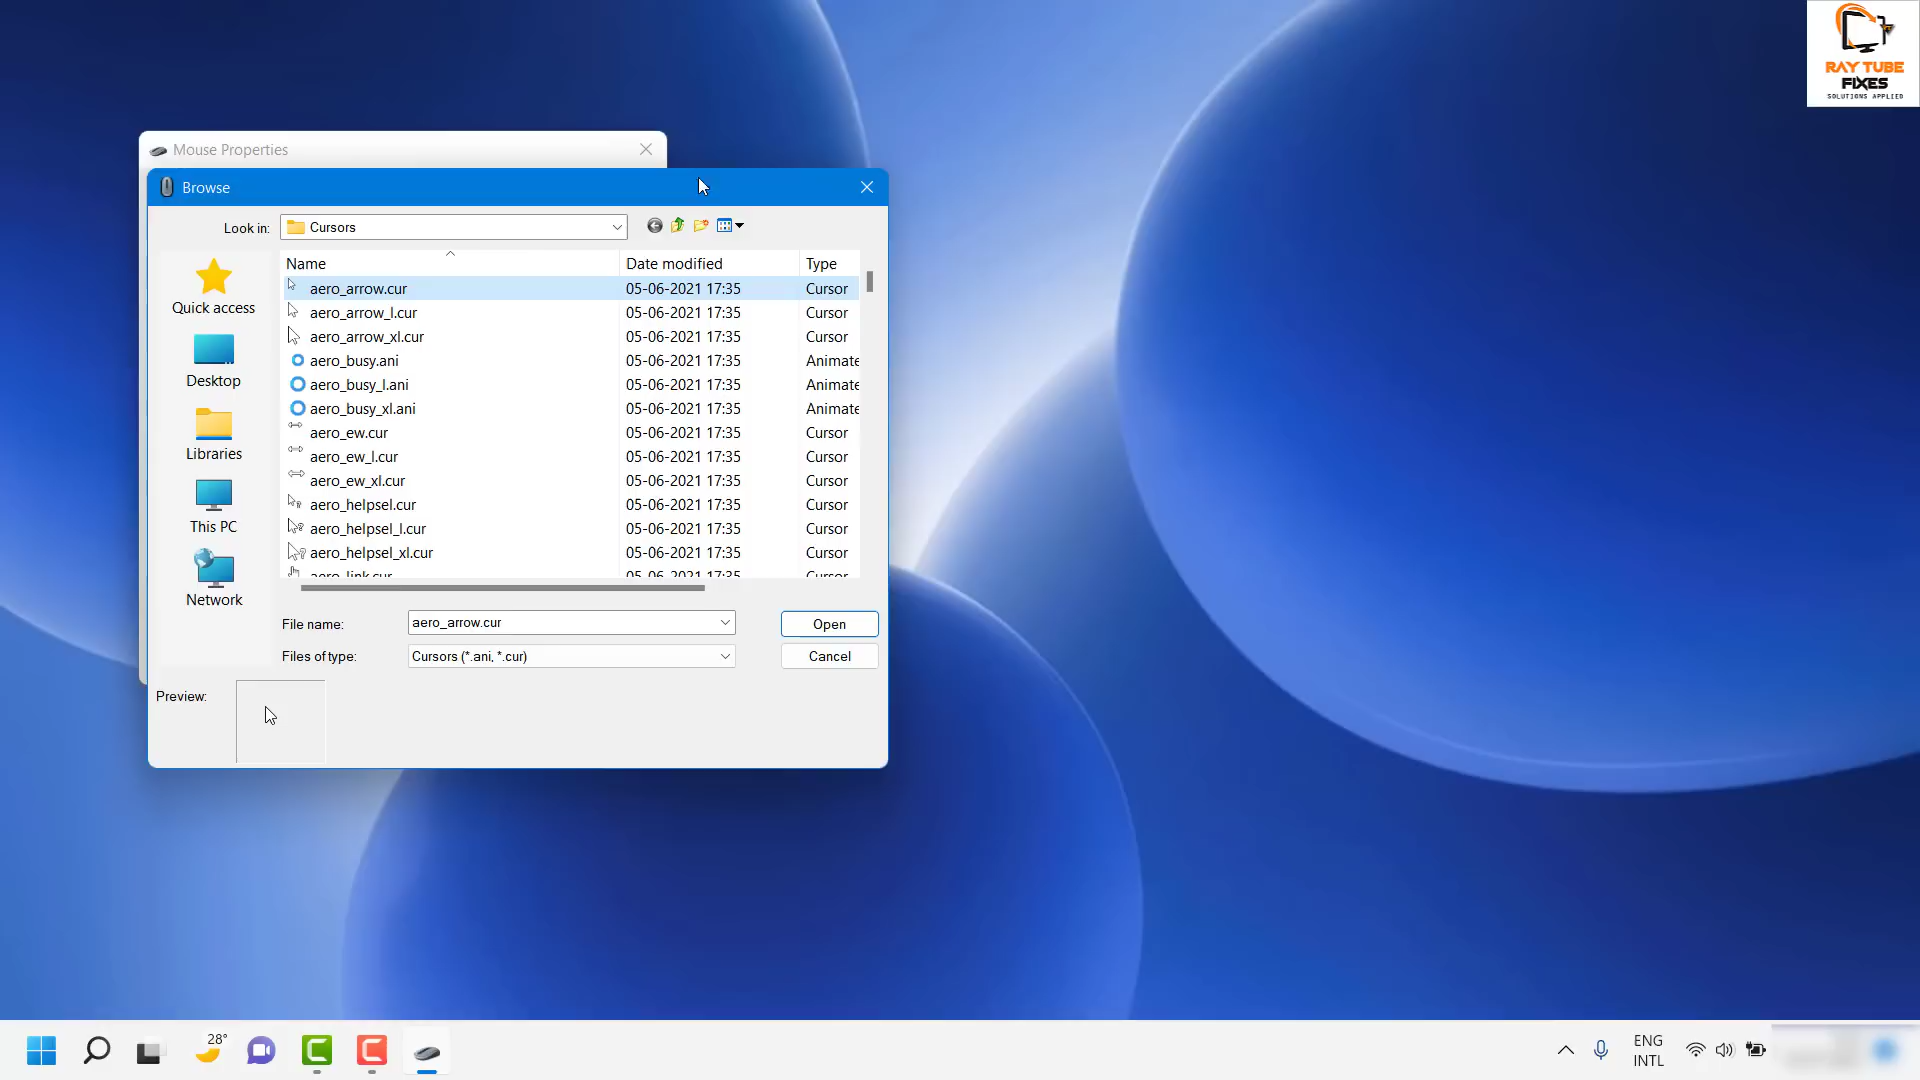 RAY TUBE
FIXES
SOLUTIONS APPLIED
Mouse Properties
Browse
Look in: Cursors
Quick access
Desktop
Libraries
This PC
Network
Name Date modified Type
aero_arrow.cur 05-06-2021 17:35 Cursor
aero_arrow_l.cur 05-06-2021 17:35 Cursor
aero_arrow_xl.cur 05-06-2021 17:35 Cursor
aero_busy.ani 05-06-2021 17:35 Animate
aero_busy_l.ani 05-06-2021 17:35 Animate
aero_busy_xl.ani 05-06-2021 17:35 Animate
aero_ew.cur 05-06-2021 17:35 Cursor
aero_ew_l.cur 05-06-2021 17:35 Cursor
aero_ew_xl.cur 05-06-2021 17:35 Cursor
aero_helpsel.cur 05-06-2021 17:35 Cursor
aero_helpsel_l.cur 05-06-2021 17:35 Cursor
aero_helpsel_xl.cur 05-06-2021 17:35 Cursor
aero_link.cur 05-06-2021 17:35 Cursor
File name: aero_arrow.cur Open
Files of type: Cursors (*.ani, *.cur) Cancel
Preview:
28°
ENG
INTL